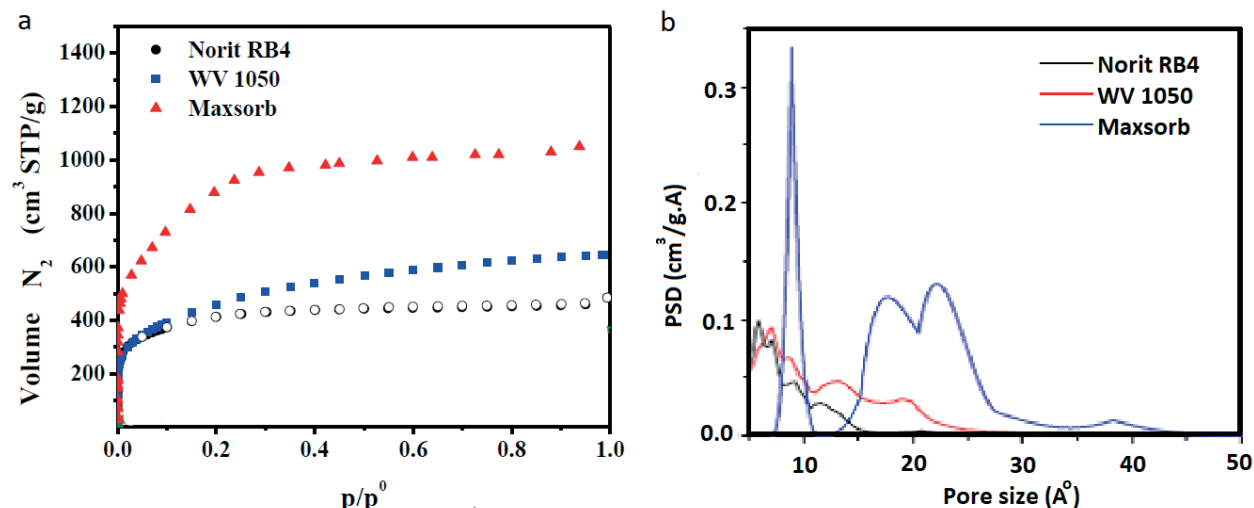 a
Volume N₂ (cm³ STP/g)
1400
1200
1000
800
600
400
200
Norit RB4
WV 1050
Maxsorb
0.0 0.2 0.4 0.6 0.8 1.0
p/p⁰
b
PSD (cm³/g.A)
0.3
0.2
0.1
0.0
Norit RB4
WV 1050
Maxsorb
10 20 30 40 50
Pore size (A°)